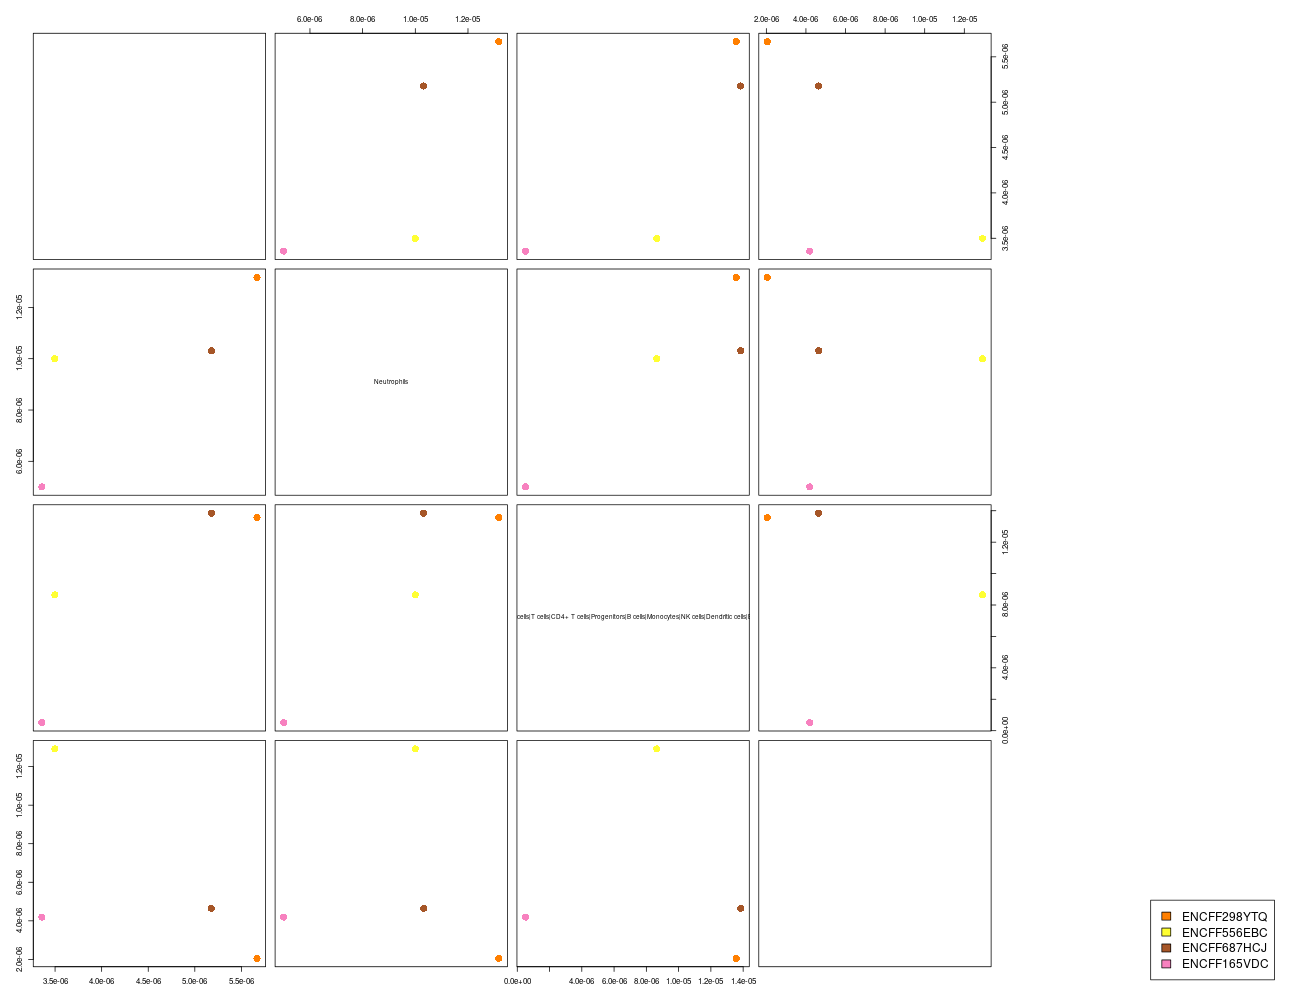 6.0e-06 8.0e-06 1.0e-05 1.2e-05
2.0e-06 4.0e-06 6.0e-06 8.0e-06 1.0e-05 1.2e-05
3.5e-06 4.0e-06 4.5e-06 5.0e-06 5.5e-06
6.0e-06 8.0e-06 1.0e-05 1.2e-05
Neutrophils
cells|T cells|CD4+ T cells|Progenitors|B cells|Monocytes|NK cells|Dendritic cells|
0.0e+00 4.0e-06 8.0e-06 1.2e-05
2.0e-06 4.0e-06 6.0e-06 8.0e-06 1.0e-05 1.2e-05
3.5e-06 4.0e-06 4.5e-06 5.0e-06 5.5e-06
0.0e+00 4.0e-06 6.0e-06 8.0e-06 1.0e-05 1.2e-05 1.4e-05
ENCFF298YTQ
ENCFF556EBC
ENCFF687HCJ
ENCFF165VDC